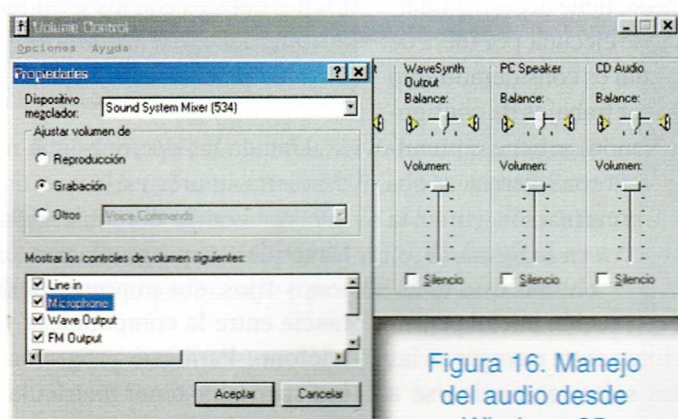 Volume Control
Opciones Ayuda
Propiedades
Dispositivo
mezclador:
Sound System Mixer (534)
Ajustar volumen de
Reproducción
Grabación
Otros
Voice Commands
Mostrar los controles de volumen siguientes:
Line in
Microphone
Wave Output
FM Output
Aceptar
Cancelar
WaveSynth
Output
Balance:
Volumen:
Silencio
PC Speaker
Balance:
Volumen:
Silencio
CD Audio
Balance:
Volumen:
Silencio
Figura 16. Manejo
del audio desde